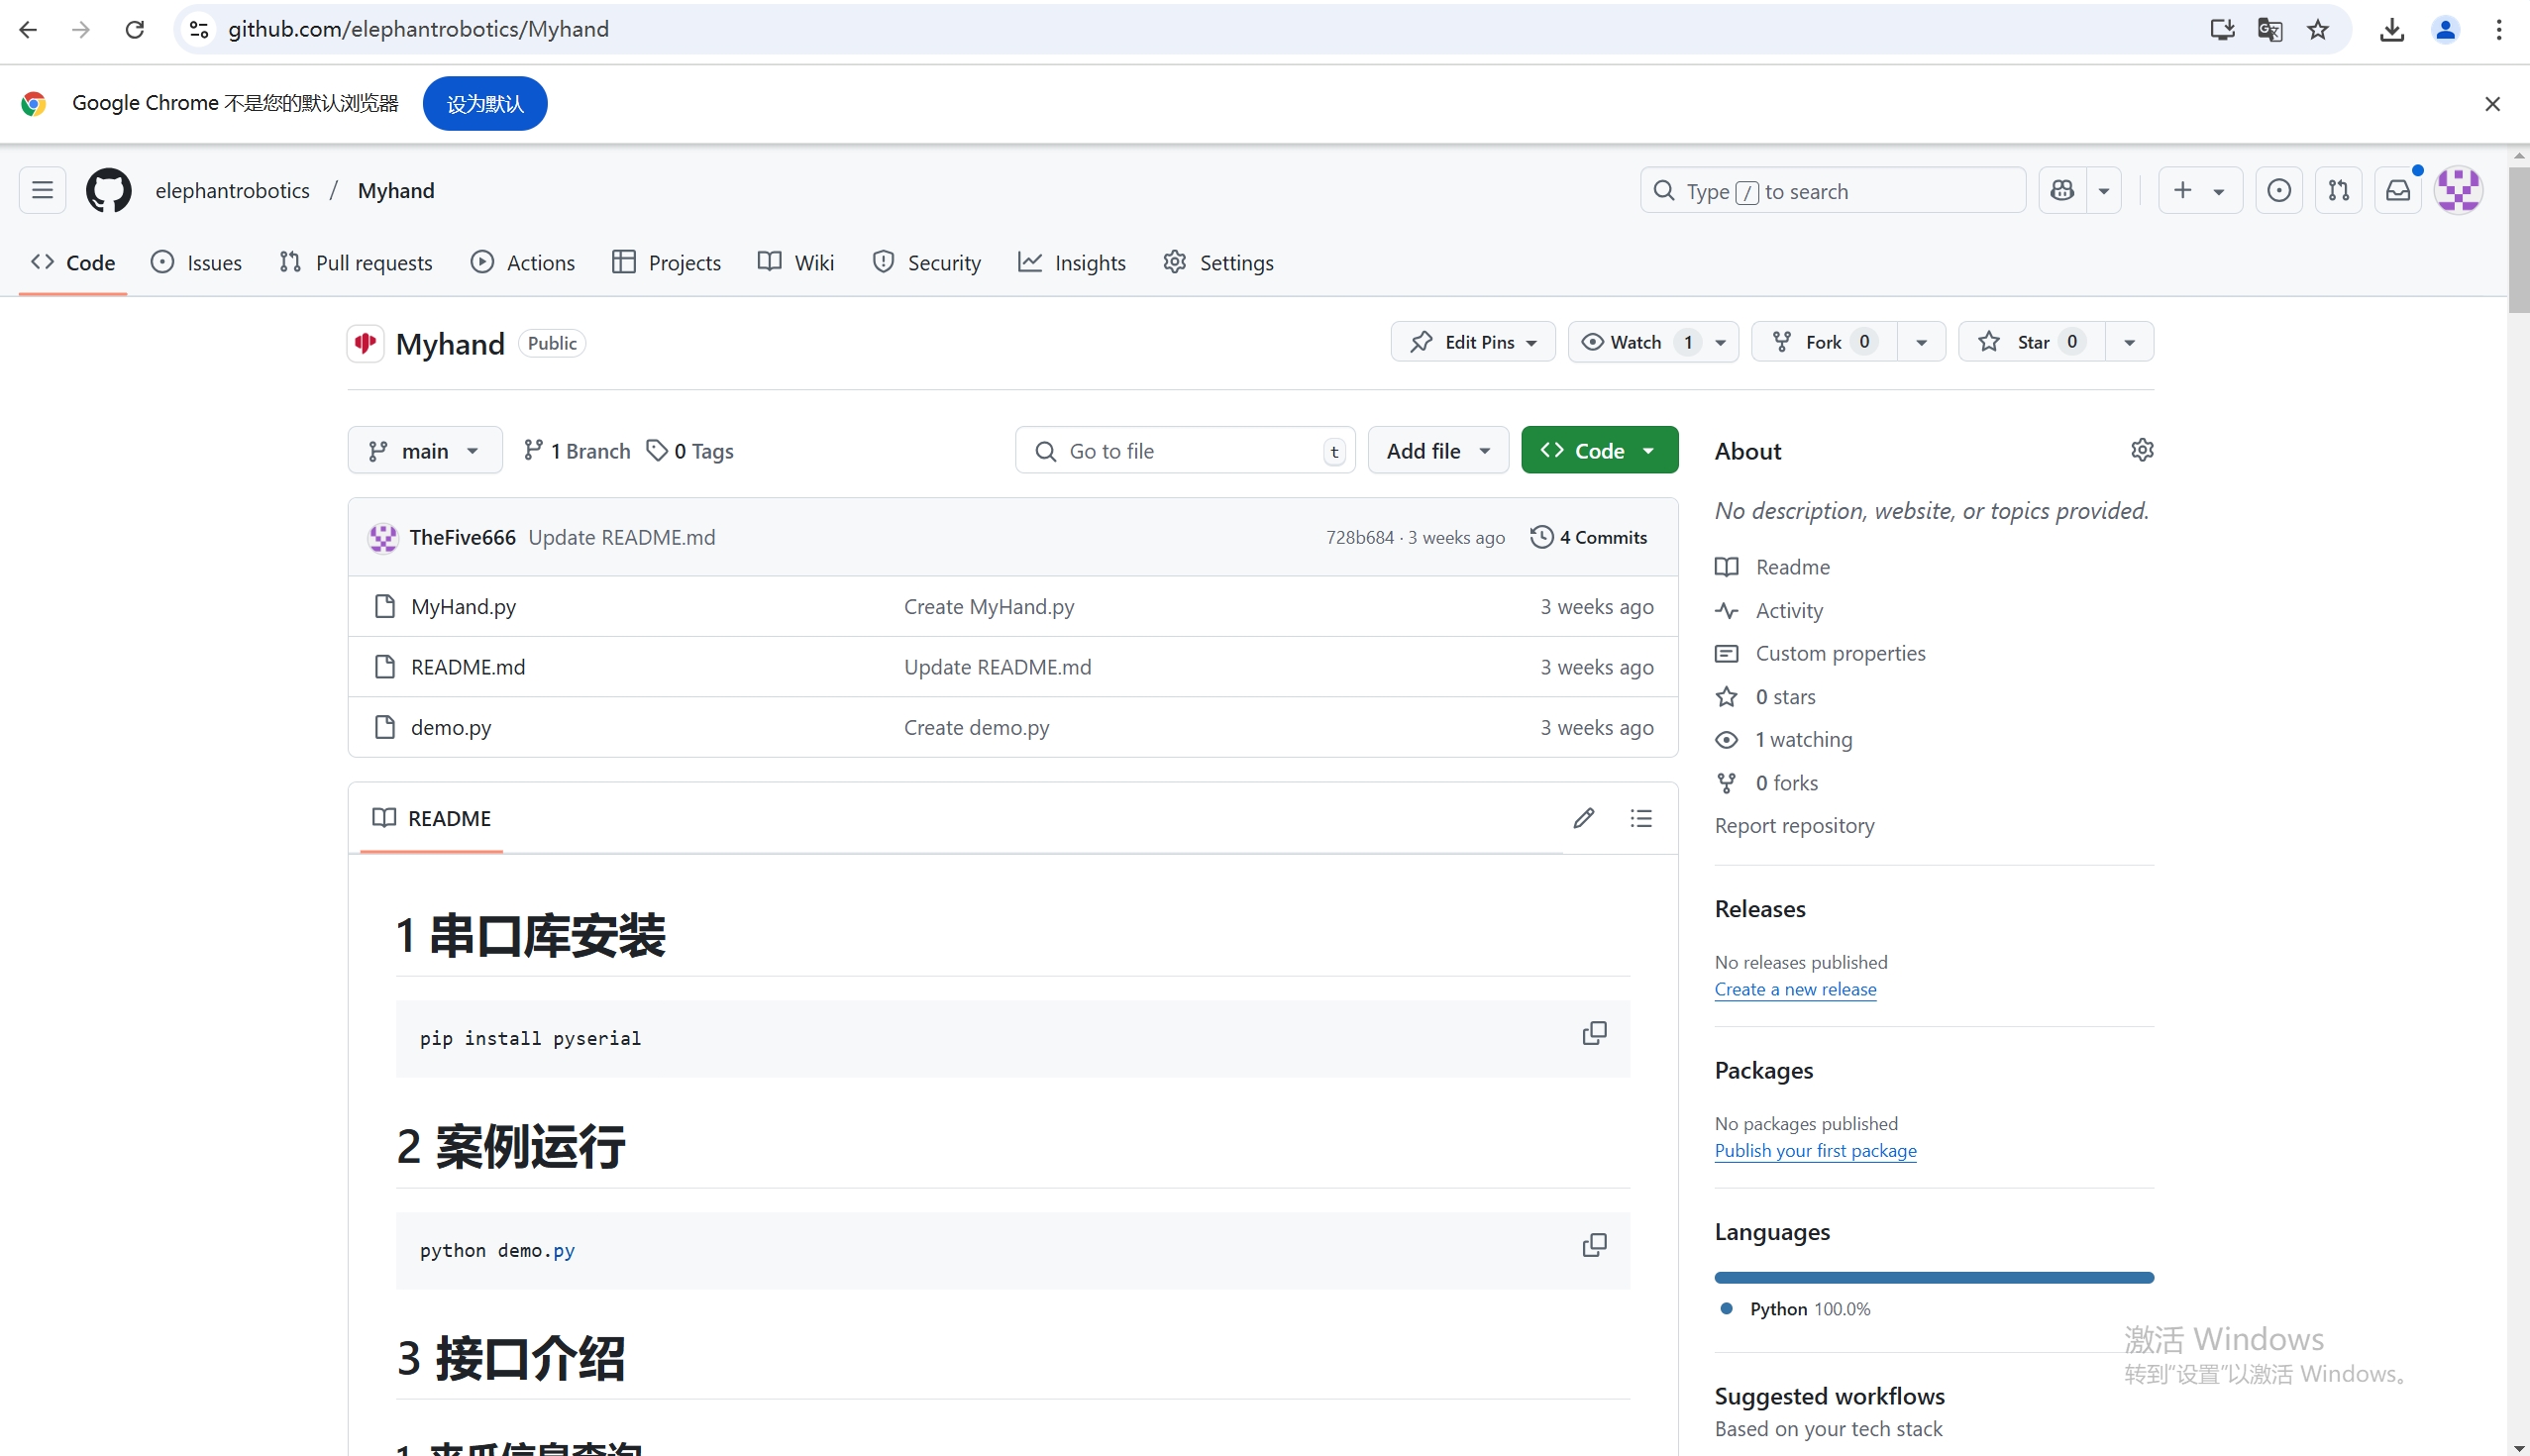 github.com/elephantrobotics/Myhand
Google Chrome 不是您的默认浏览器 设为默认
elephantrobotics / Myhand
Type / to search
Code Issues Pull requests Actions Projects Wiki Security Insights Settings
Myhand Public
Edit Pins Watch 1 Fork 0 Star 0
main 1 Branch 0 Tags Go to file t Add file Code
TheFive666 Update README.md 728b684 · 3 weeks ago 4 Commits
MyHand.py Create MyHand.py 3 weeks ago
README.md Update README.md 3 weeks ago
demo.py Create demo.py 3 weeks ago
README
1 串口库安装
pip install pyserial
2 案例运行
python demo.py
3 接口介绍
1 夹爪信息查询
About
No description, website, or topics provided.
Readme
Activity
Custom properties
0 stars
1 watching
0 forks
Report repository
Releases
No releases published
Create a new release
Packages
No packages published
Publish your first package
Languages
Python 100.0%
Suggested workflows
Based on your tech stack
激活 Windows
转到"设置"以激活 Windows。